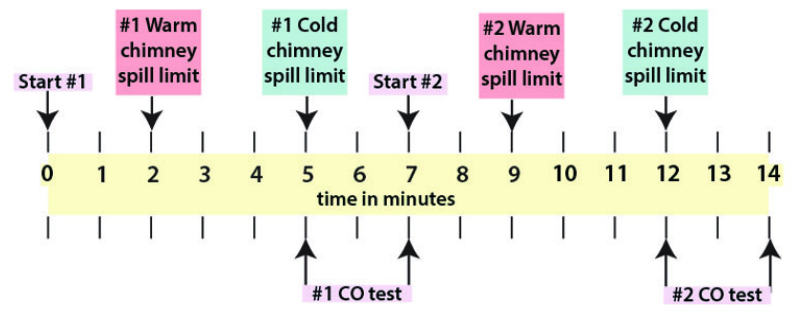 #1 Warm
chimney
spill limit
#1 Cold
chimney
spill limit
#2 Warm
chimney
spill limit
#2 Cold
chimney
spill limit
Start #1
Start #2
0 1 2 3 4 5 6 7 8 9 10 11 12 13 14
time in minutes
#1 CO test
#2 CO test